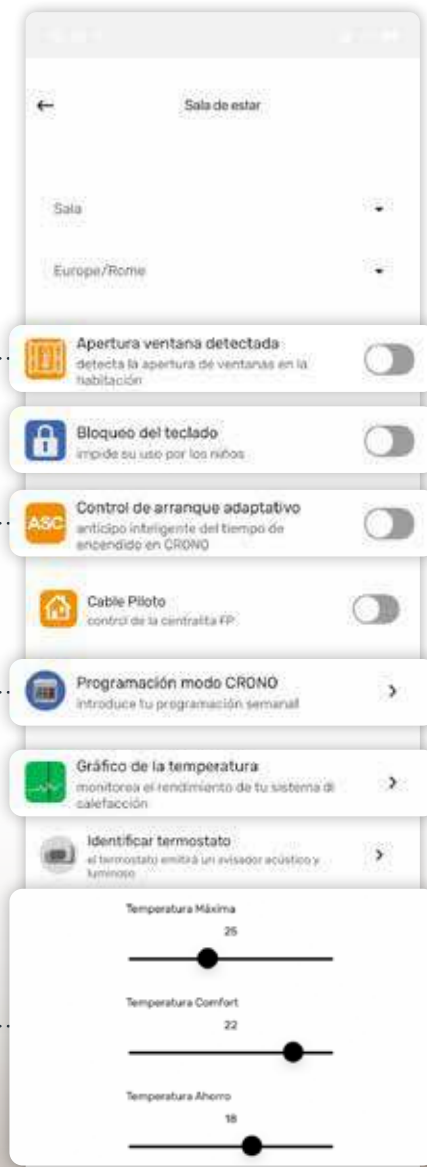 Sala de estar
Sala
Europe/Rome
Apertura ventana detectada
detecta la apertura de ventanas en la
habitación
Bloqueo del teclado
impide su uso por los niños
ASC
Control de arranque adaptativo
anticipo inteligente del tiempo de
encendido en CRONO
Cable Piloto
control de la centralita FP
Programación modo CRONO
introduce tu programación semanal
Gráfico de la temperatura
monitorea el rendimiento de tu sistema di
calefacción
Identificar termostato
el termostato emitirá un avisador acústico y
luminoso
Temperatura Máxima
25
Temperatura Comfort
22
Temperatura Ahorro
18